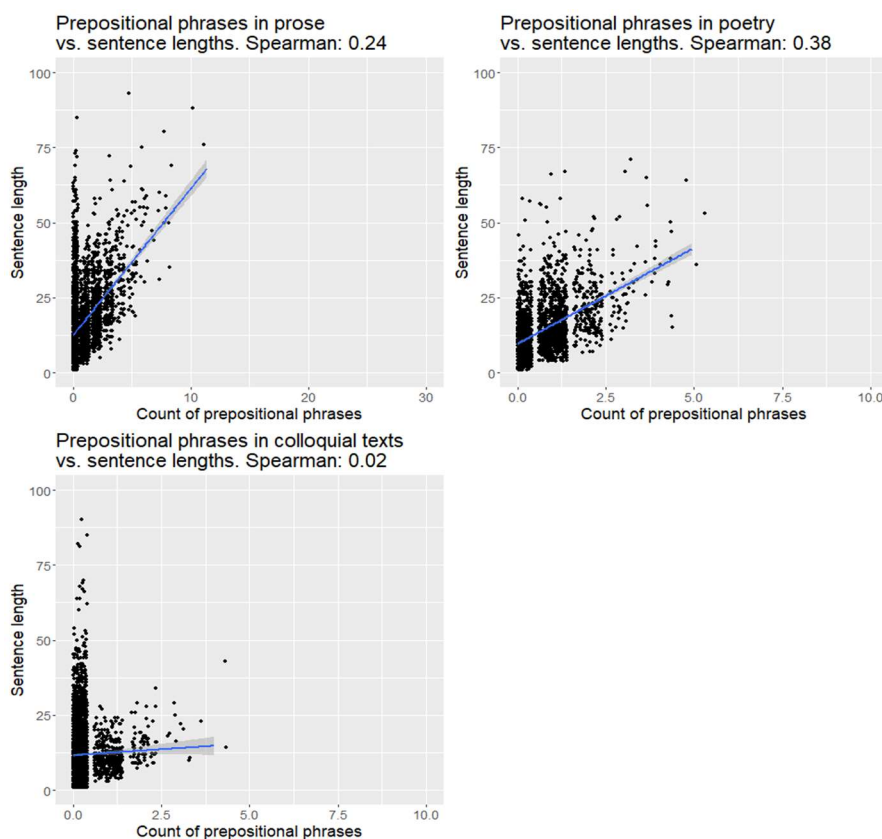 Prepositional phrases in prose
vs. sentence lengths. Spearman: 0.24
100
75
50
25
0
Sentence length
0
10
20
30
Count of prepositional phrases
Prepositional phrases in poetry
vs. sentence lengths. Spearman: 0.38
100
75
50
25
0
Sentence length
0.0
2.5
5.0
7.5
10.0
Count of prepositional phrases
Prepositional phrases in colloquial texts
vs. sentence lengths. Spearman: 0.02
100
75
50
25
0
Sentence length
0.0
2.5
5.0
7.5
10.0
Count of prepositional phrases